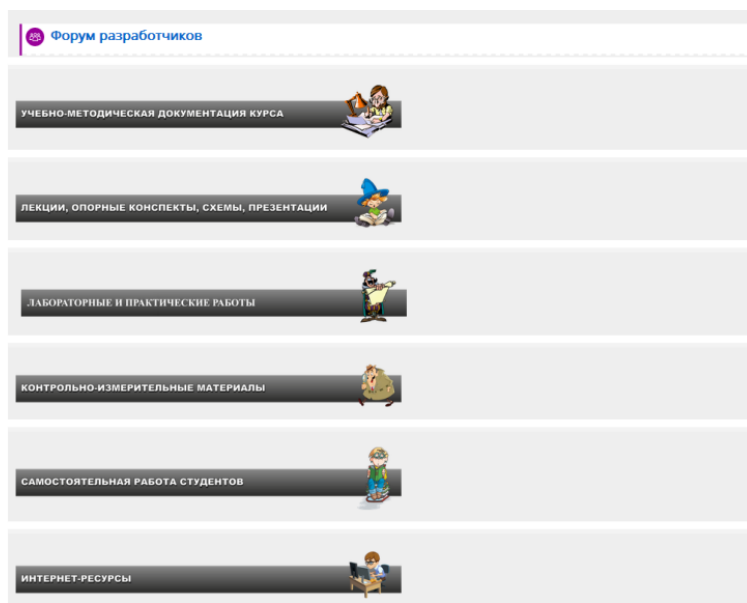 Форум разработчиков
УЧЕБНО-МЕТОДИЧЕСКАЯ ДОКУМЕНТАЦИЯ КУРСА
ЛЕКЦИИ, ОПОРНЫЕ КОНСПЕКТЫ, СХЕМЫ, ПРЕЗЕНТАЦИИ
ЛАБОРАТОРНЫЕ И ПРАКТИЧЕСКИЕ РАБОТЫ
КОНТРОЛЬНО-ИЗМЕРИТЕЛЬНЫЕ МАТЕРИАЛЫ
САМОСТОЯТЕЛЬНАЯ РАБОТА СТУДЕНТОВ
ИНТЕРНЕТ-РЕСУРСЫ